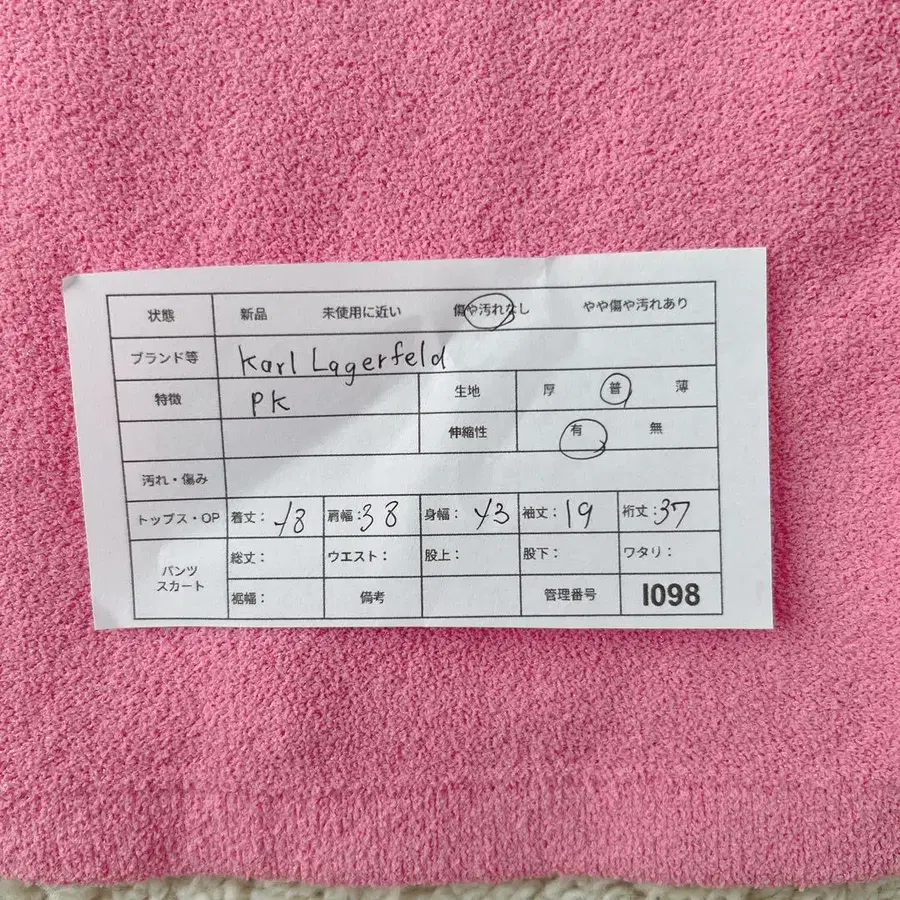 状態 新品 未使用に近い 傷や汚れなし やや傷や汚れあり
ブランド等 Karl Lagerfeld
特徴 PK 生地 厚 普 薄
伸縮性 有 無
汚れ・傷み
トップス・OP 着丈: 48 肩幅: 38 身幅: 43 袖丈: 19 裄丈: 37
パンツ スカート 総丈: ウエスト: 股上: 股下: ワタリ:
裾幅: 備考 管理番号 I098